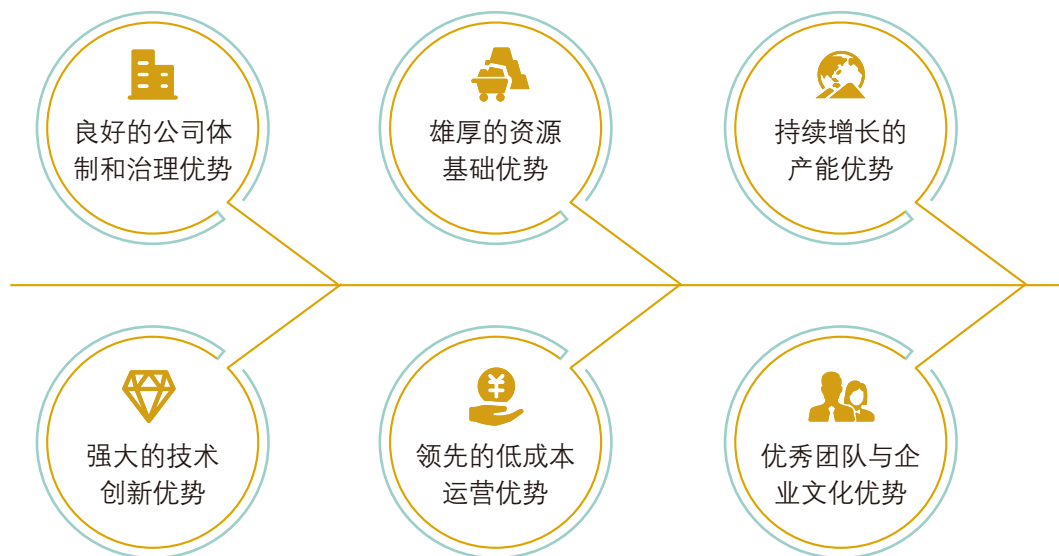 良好的公司体
制和治理优势
雄厚的资源
基础优势
持续增长的
产能优势
强大的技术
创新优势
领先的低成本
运营优势
优秀团队与企
业文化优势